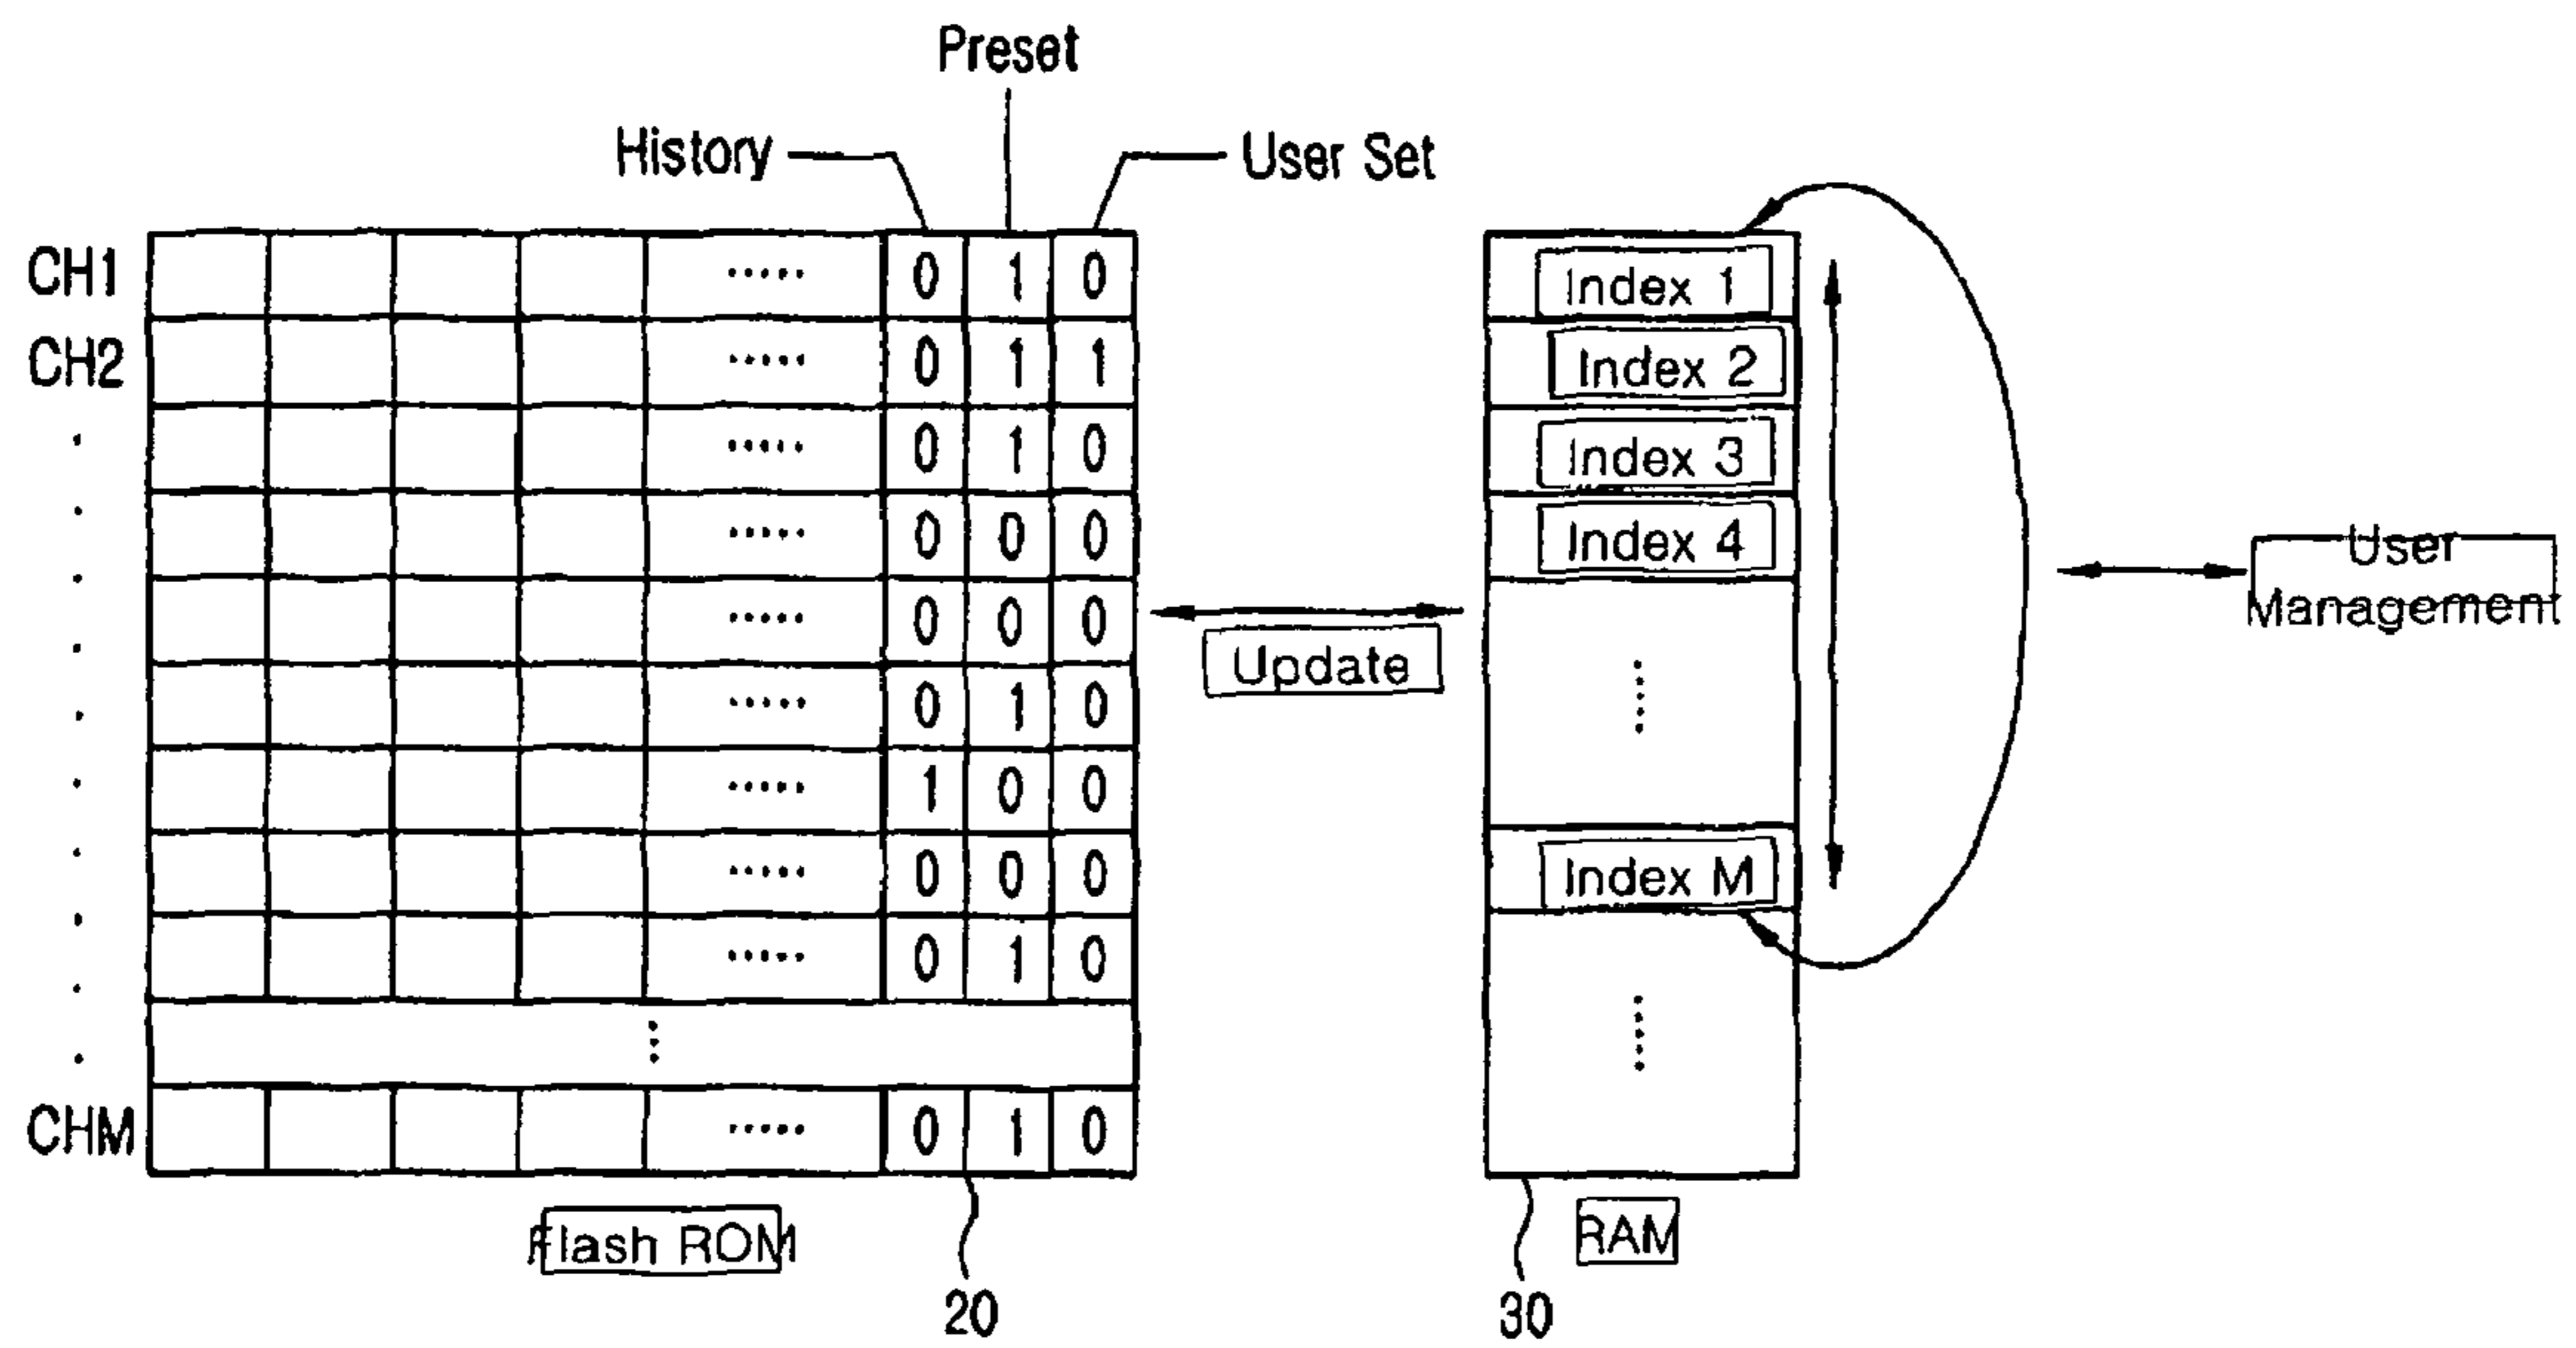 Preset
History
User Set
CH1 ..... 0 1 0
CH2 ..... 0 1 1
..... 0 1 0
..... 0 0 0
..... 0 0 0
..... 0 1 0
..... 1 0 0
..... 0 0 0
..... 0 1 0
CHM ..... 0 1 0
Flash ROM
20
Update
Index 1
Index 2
Index 3
Index 4
Index M
RAM
30
User
Management